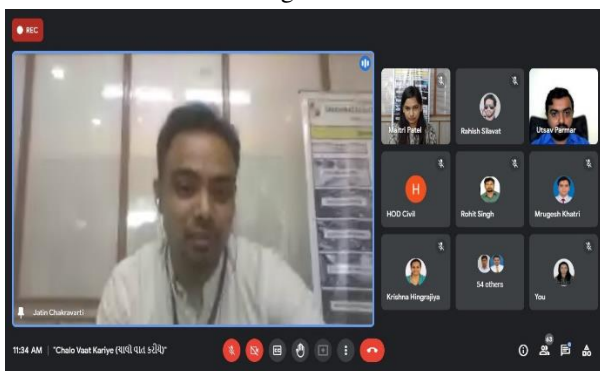 REC
Maitri Patel
Rahish Silavat
Utsav Parmar
H
HOD Civil
Rohit Singh
Mrugesh Khatri
Krishna Hingrajiya
54 others
You
Jatin Chakravarti
11:34 AM | "Chalo Vaat Kariye (ચાલો વાત કરીયે)"
63